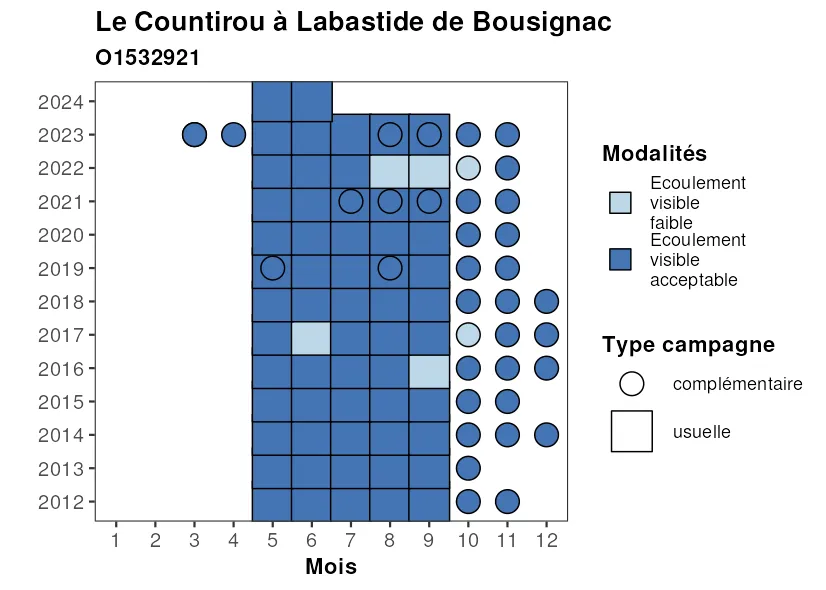 Le Countirou à Labastide de Bousignac
O1532921
2024
2023
2022
2021
2020
2019
2018
2017
2016
2015
2014
2013
2012
1 2 3 4 5 6 7 8 9 10 11 12
Mois
Modalités
Ecoulement
visible
faible
Ecoulement
visible
acceptable
Type campagne
complémentaire
usuelle